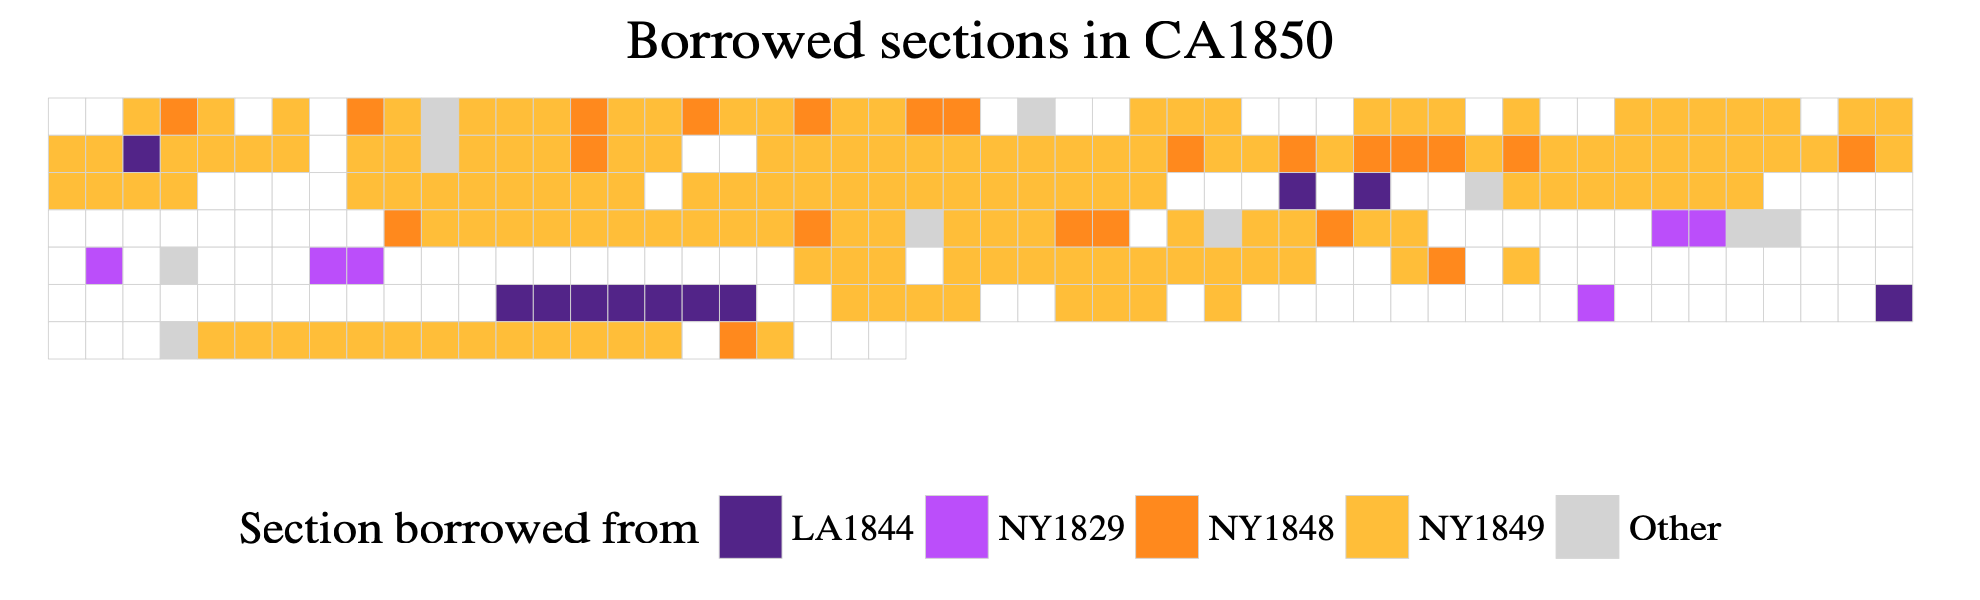 Borrowed sections in CA1850
Section borrowed from LA1844 NY1829 NY1848 NY1849 Other